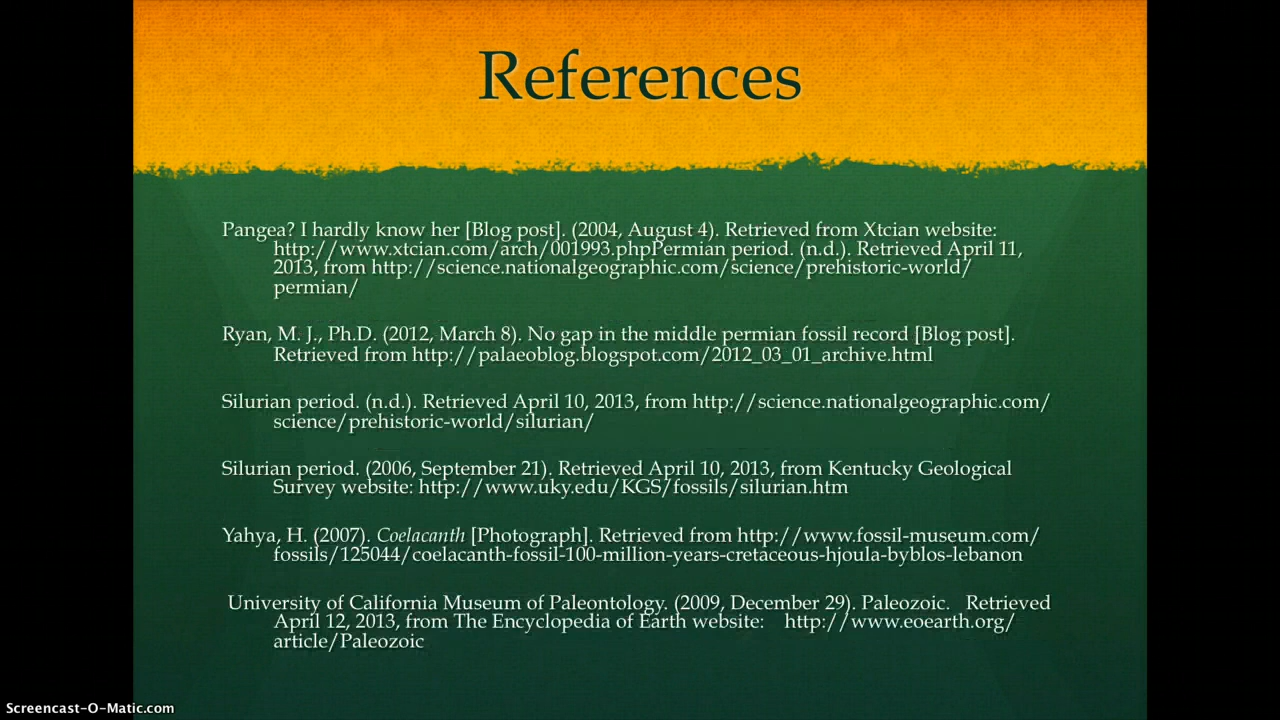 References
Pangea? I hardly know her [Blog post]. (2004, August 4). Retrieved from Xtcian website:
http://www.xtcian.com/arch/001993.phpPermian period. (n.d.). Retrieved April 11,
2013, from http://science.nationalgeographic.com/science/prehistoric-world/
permian/
Ryan, M. J., Ph.D. (2012, March 8). No gap in the middle permian fossil record [Blog post].
Retrieved from http://palaeoblog.blogspot.com/2012_03_01_archive.html
Silurian period. (n.d.). Retrieved April 10, 2013, from http://science.nationalgeographic.com/
science/prehistoric-world/silurian/
Silurian period. (2006, September 21). Retrieved April 10, 2013, from Kentucky Geological
Survey website: http://www.uky.edu/KGS/fossils/silurian.htm
Yahya, H. (2007). Coelacanth [Photograph]. Retrieved from http://www.fossil-museum.com/
fossils/125044/coelacanth-fossil-100-million-years-cretaceous-hjoula-byblos-lebanon
University of California Museum of Paleontology. (2009, December 29). Paleozoic. Retrieved
April 12, 2013, from The Encyclopedia of Earth website: http://www.eoearth.org/
article/Paleozoic
Screencast-O-Matic.com